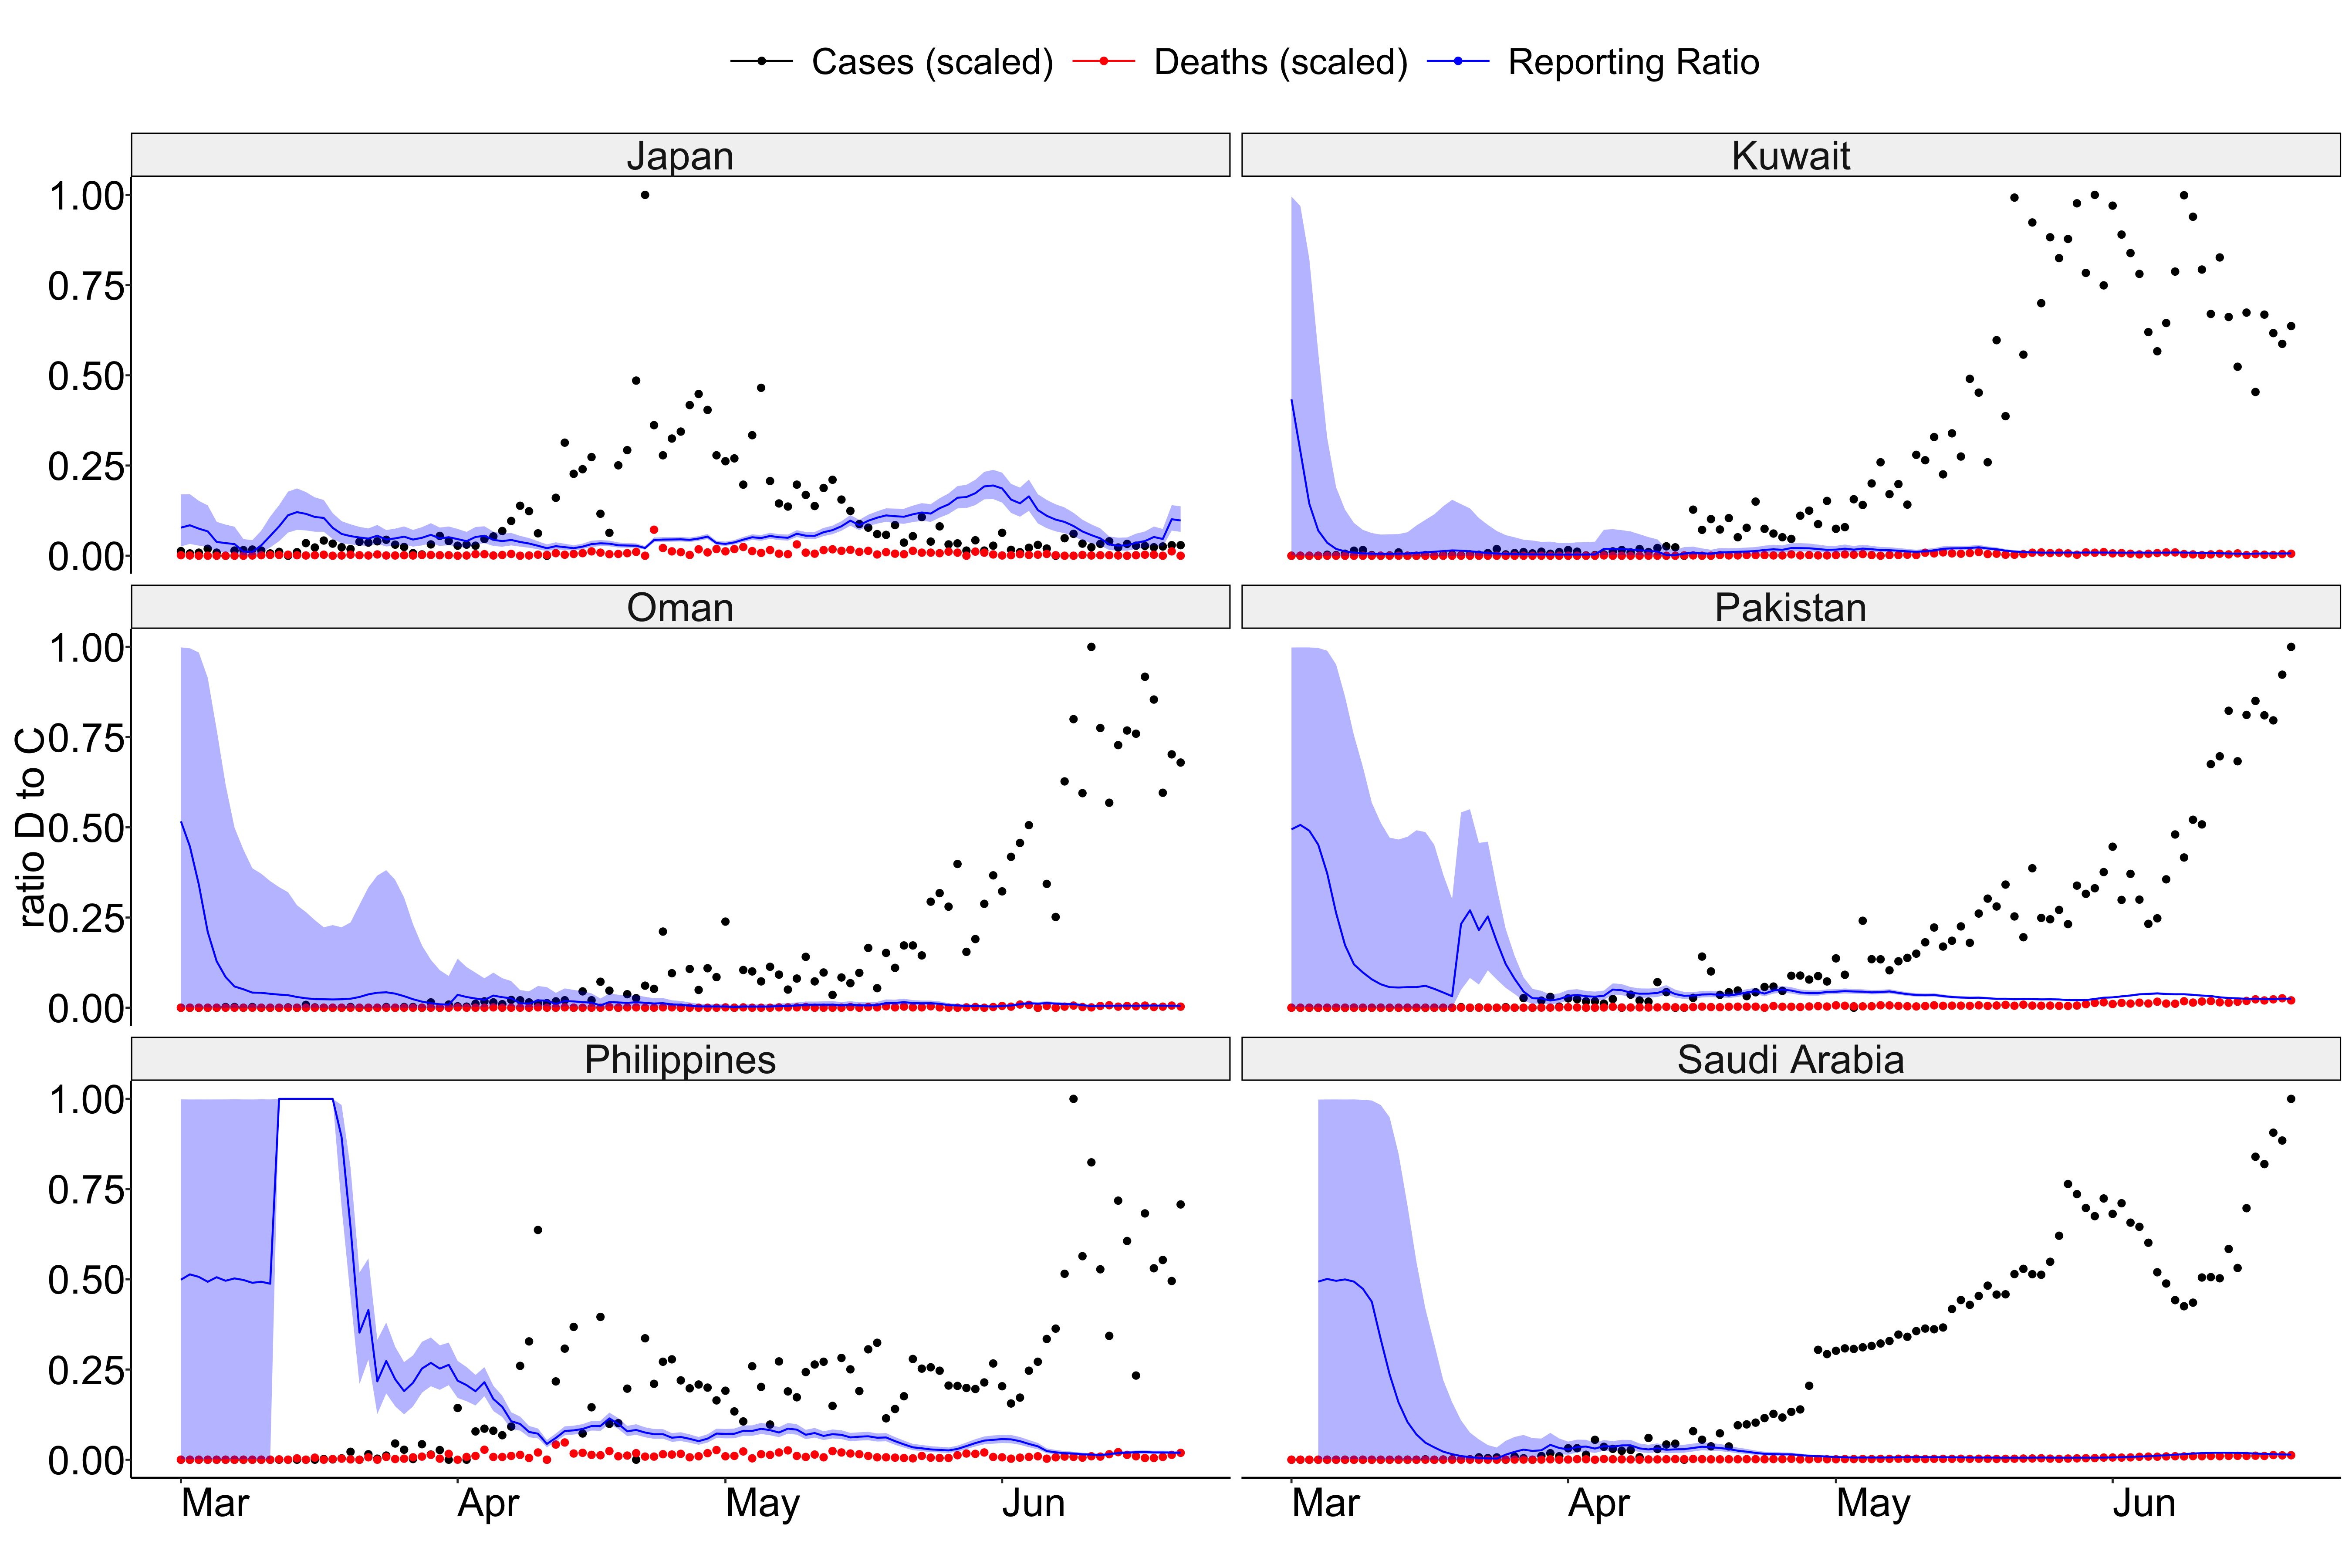 Cases (scaled) Deaths (scaled) Reporting Ratio
Japan Kuwait
1.00
0.75
0.50
0.25
0.00
Oman Pakistan
1.00
0.75
0.50
0.25
0.00
ratio D to C
Philippines Saudi Arabia
1.00
0.75
0.50
0.25
0.00
Mar Apr May Jun Mar Apr May Jun